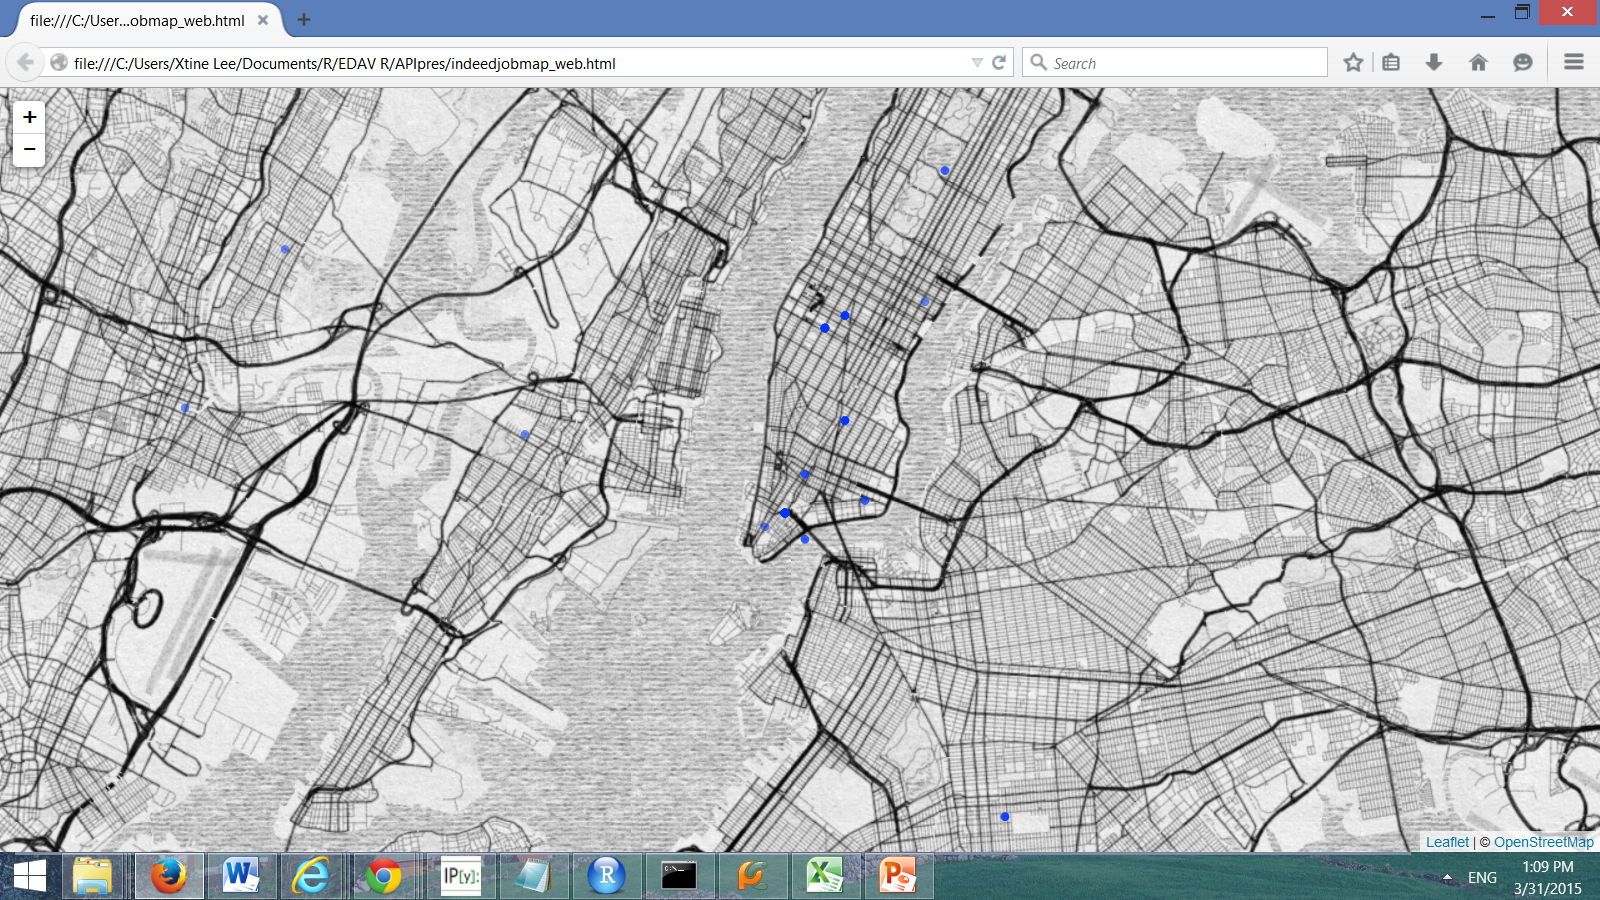 file:///C:/User...obmap_web.html
file:///C:/Users/Xtine Lee/Documents/R/EDAV R/APIpres/indeedjobmap_web.html
Search
+
−
Leaflet | © OpenStreetMap
W
IP[y]:
R
C:\_
X
P
ENG
1:09 PM
3/31/2015